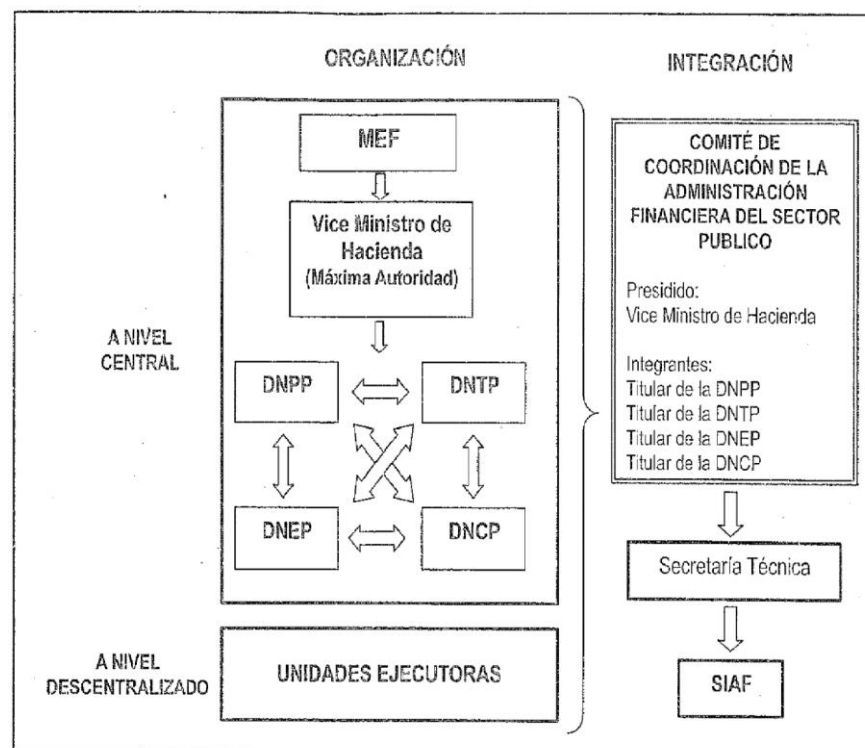 ORGANIZACIÓN
INTEGRACIÓN
A NIVEL
CENTRAL
MEF
Vice Ministro de
Hacienda
(Máxima Autoridad)
DNPP
DNTP
DNEP
DNCP
A NIVEL
DESCENTRALIZADO
UNIDADES EJECUTORAS
COMITÉ DE
COORDINACIÓN DE LA
ADMINISTRACIÓN
FINANCIERA DEL SECTOR
PUBLICO
Presidido:
Vice Ministro de Hacienda
Integrantes:
Titular de la DNPP
Titular de la DNTP
Titular de la DNEP
Titular de la DNCP
Secretaría Técnica
SIAF